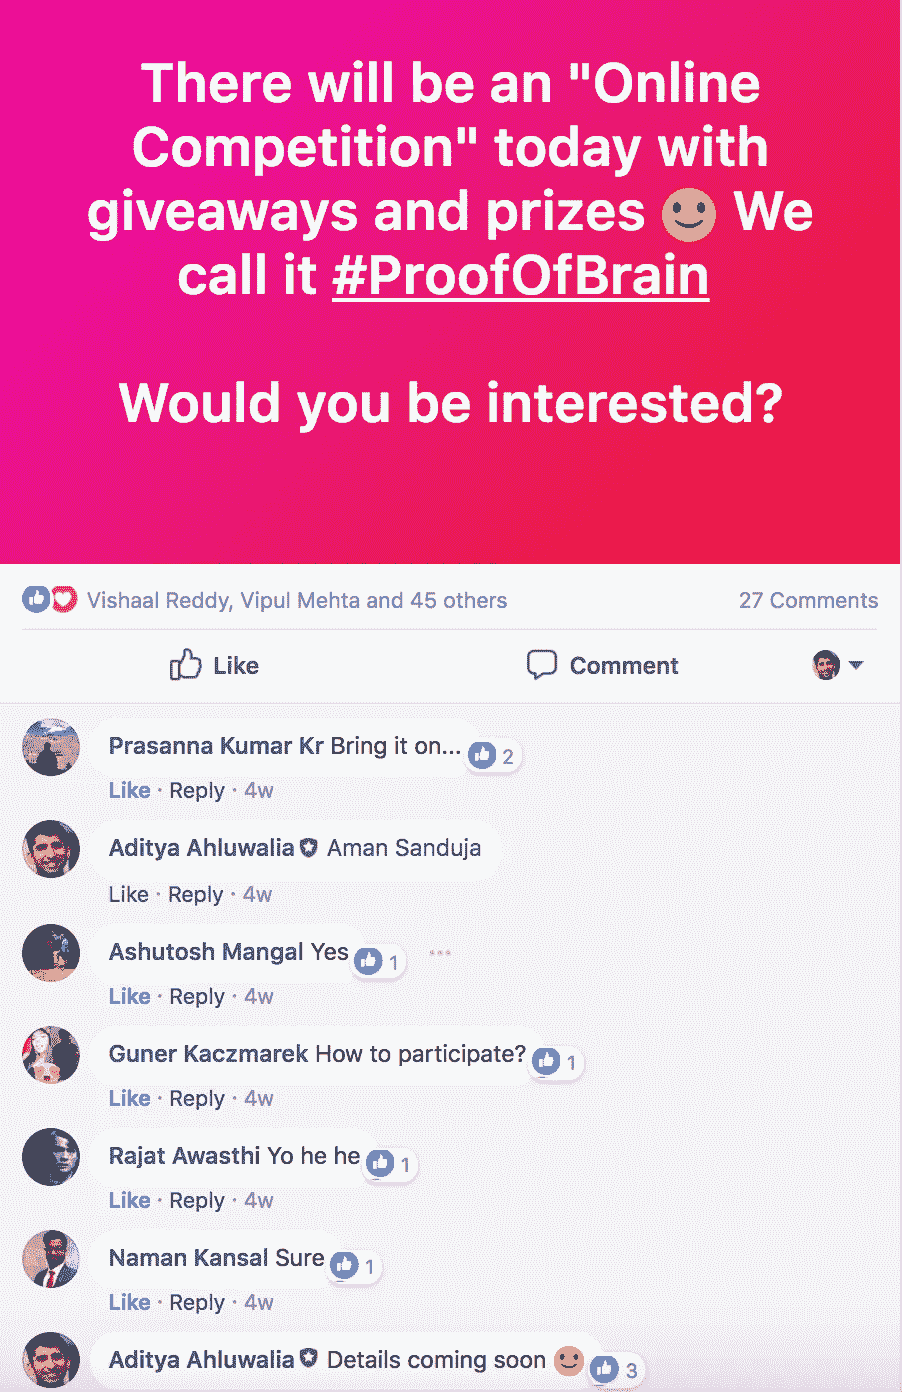 There will be an "Online
Competition" today with
giveaways and prizes 🙂 We
call it #ProofOfBrain
Would you be interested?
Vishaal Reddy, Vipul Mehta and 45 others
27 Comments
Like
Comment
Prasanna Kumar Kr Bring it on... 2
Like · Reply · 4w
Aditya Ahluwalia Aman Sanduja
Like · Reply · 4w
Ashutosh Mangal Yes 1 ...
Like · Reply · 4w
Guner Kaczmarek How to participate? 1
Like · Reply · 4w
Rajat Awasthi Yo he he 1
Like · Reply · 4w
Naman Kansal Sure 1
Like · Reply · 4w
Aditya Ahluwalia Details coming soon 🙂 3